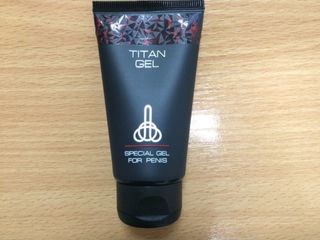 TITAN
GEL
SPECIAL GEL
FOR PENIS